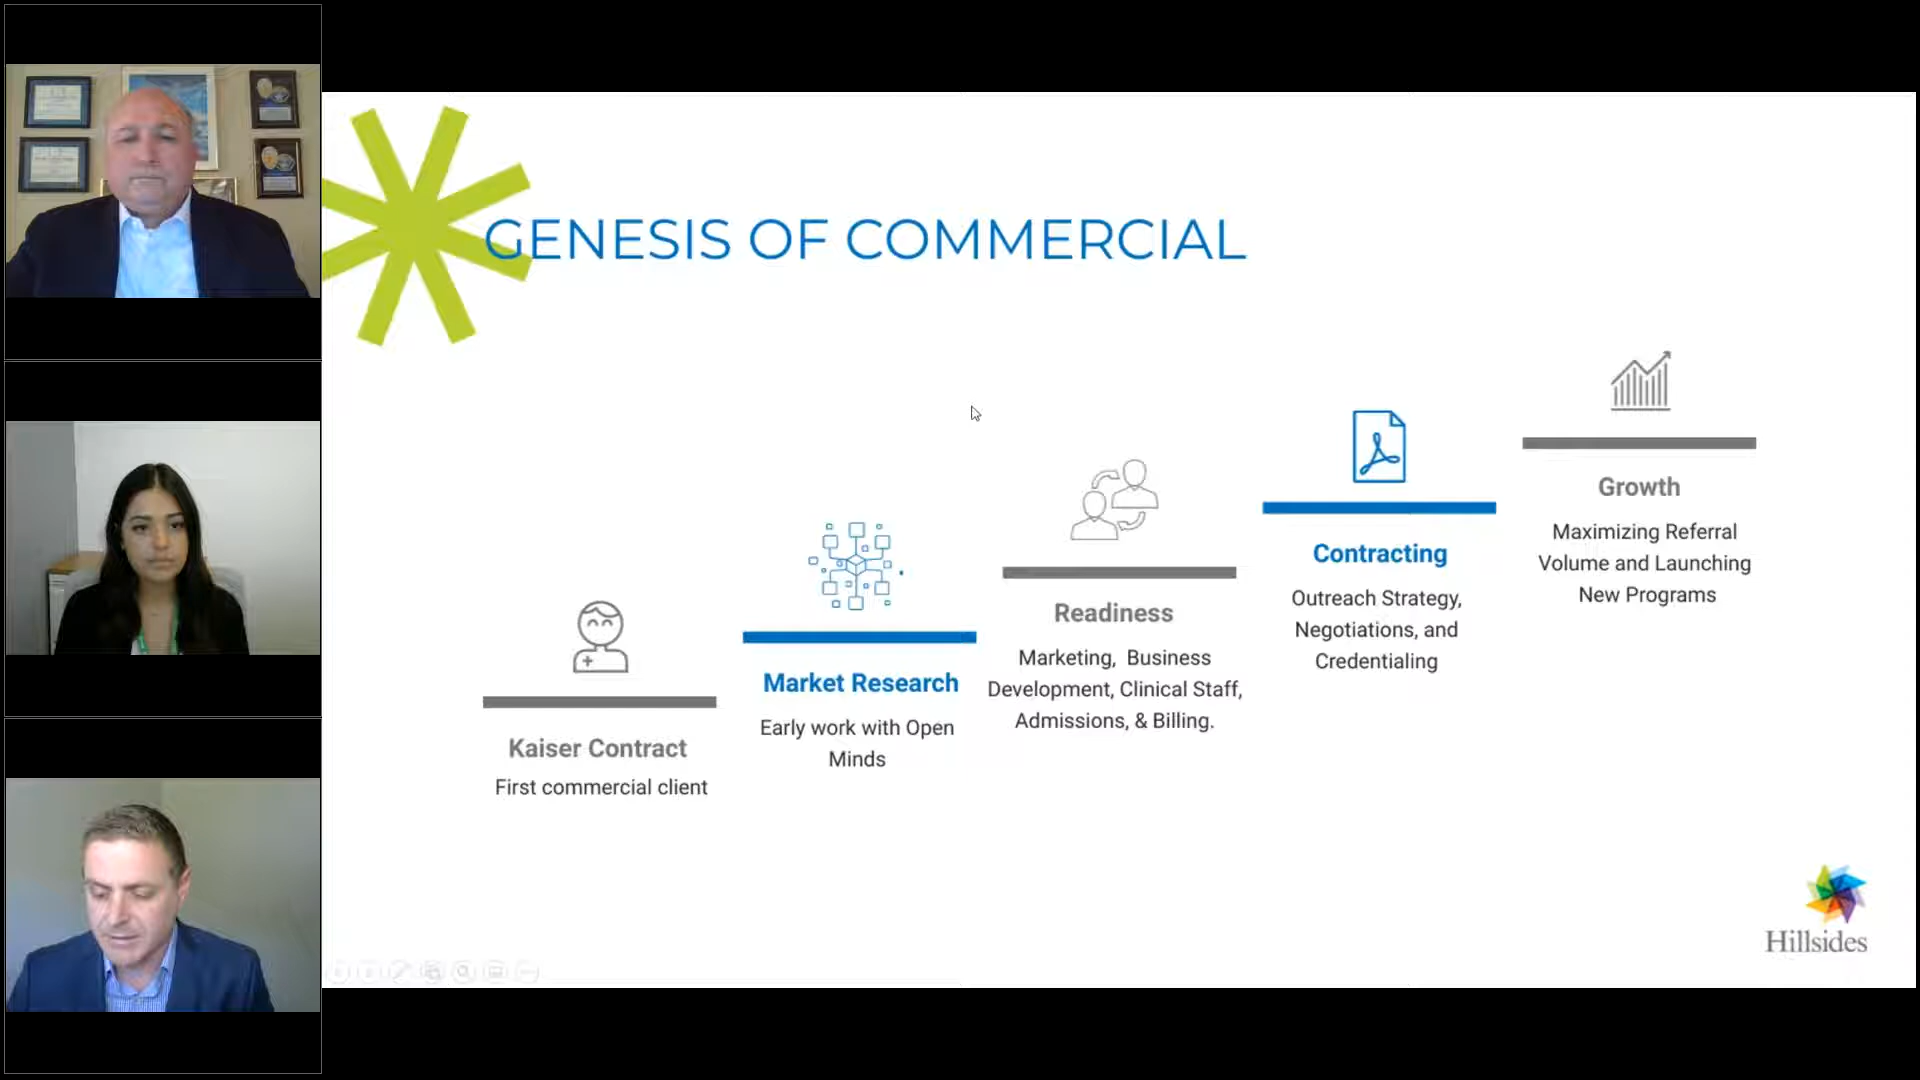 GENESIS OF COMMERCIAL
Kaiser Contract
First commercial client
Market Research
Early work with Open
Minds
Readiness
Marketing, Business
Development, Clinical Staff,
Admissions, & Billing.
Contracting
Outreach Strategy,
Negotiations, and
Credentialing
Growth
Maximizing Referral
Volume and Launching
New Programs
Hillsides